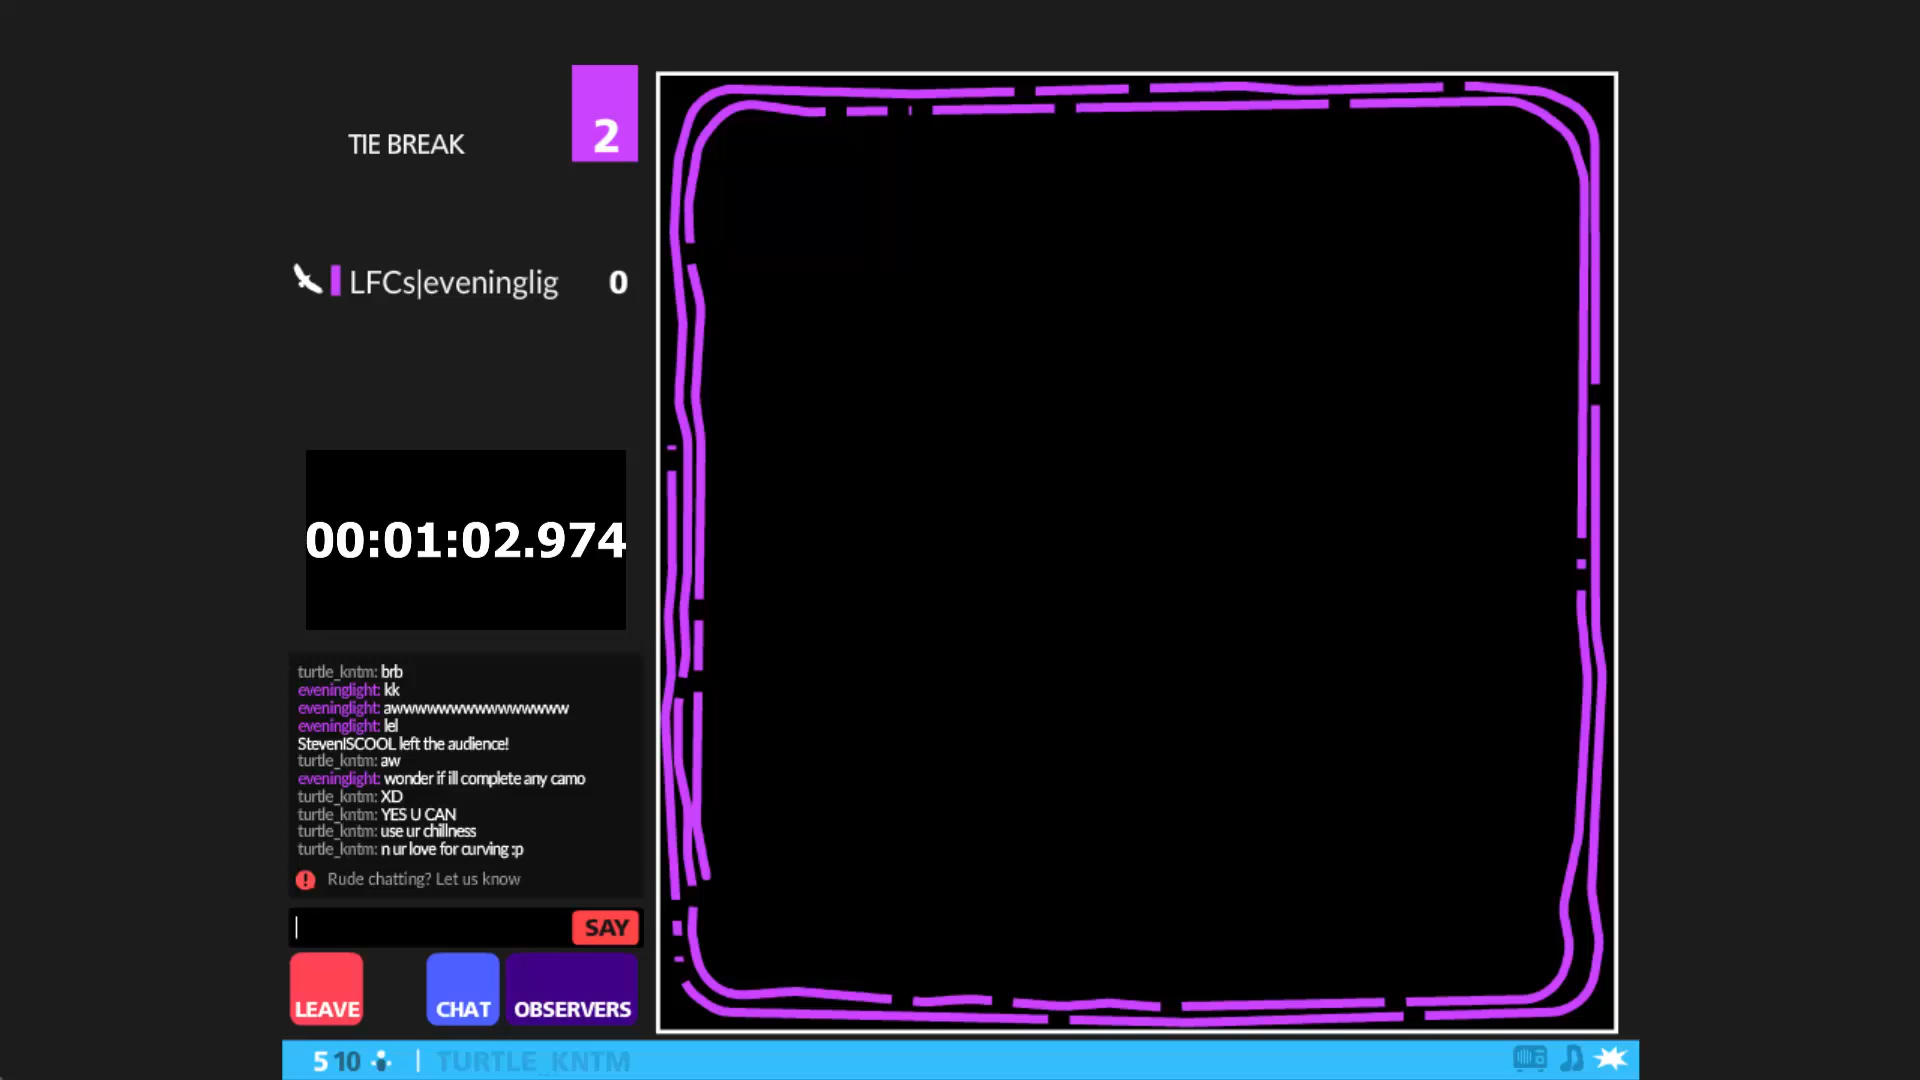 2
TIE BREAK
LFCs|eveninglig 0
00:01:02.974
turtle_kntm: brb
eveninglight: kk
eveninglight: awwwwwwwwwwwwwwww
eveninglight: lel
StevenISCOOL left the audience!
turtle_kntm: aw
eveninglight: wonder if ill complete any camo
turtle_kntm: XD
turtle_kntm: YES U CAN
turtle_kntm: use ur chillness
turtle_kntm: n ur love for curving :p
Rude chatting? Let us know
SAY
LEAVE CHAT OBSERVERS
5 10 | TURTLE_KNTM